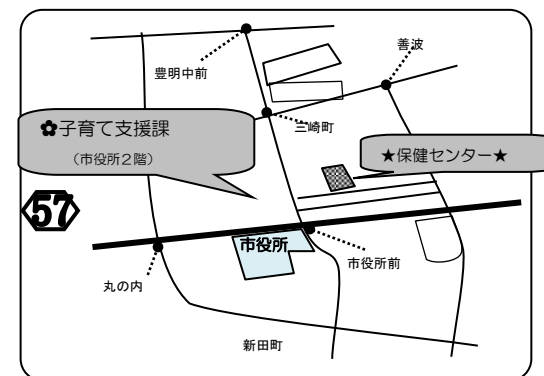 善波
豊明中前
三崎町
✿子育て支援課
（市役所２階）
★保健センター★
57
市役所
市役所前
丸の内
新田町